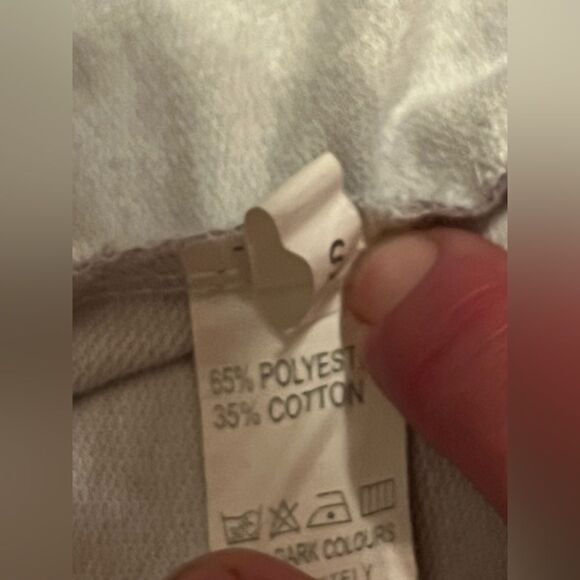 S
65% POLYEST
35% COTTON
DARK COLOURS